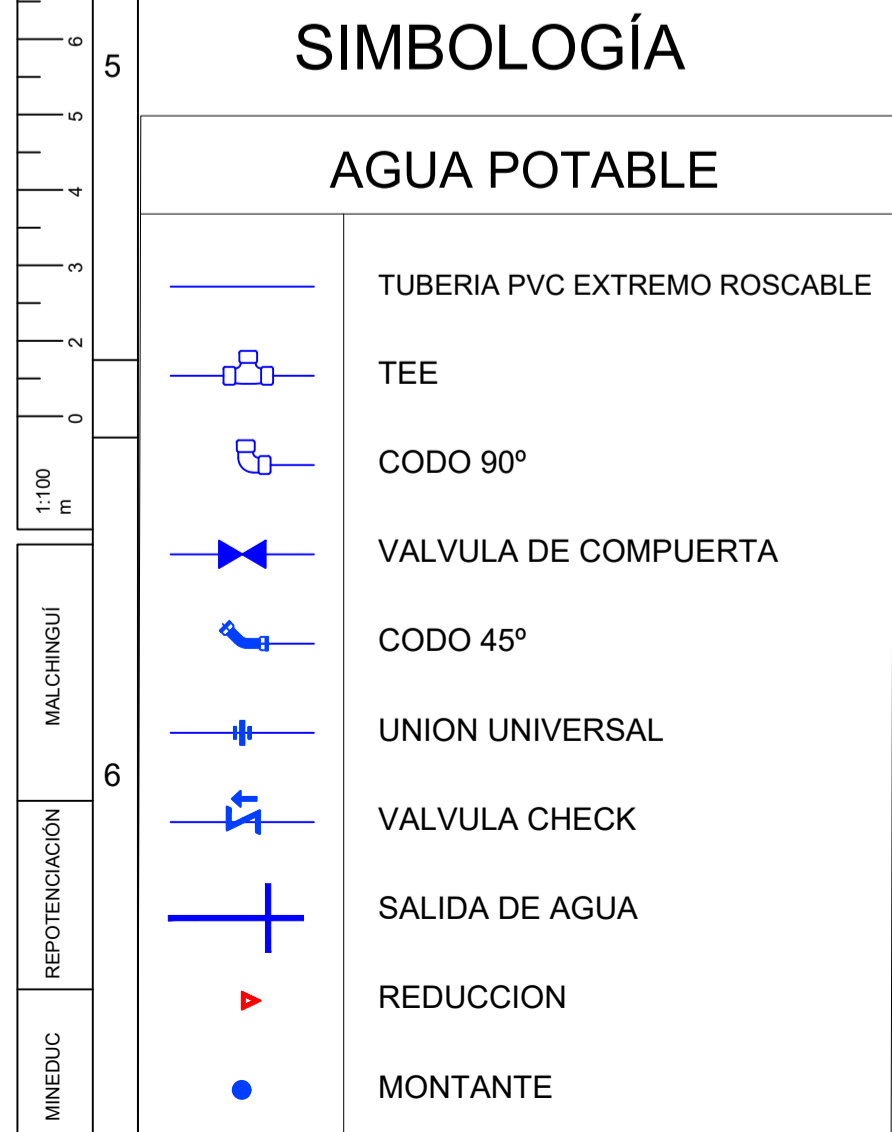 SIMBOLOGÍA
AGUA POTABLE
TUBERIA PVC EXTREMO ROSCABLE
TEE
CODO 90º
VALVULA DE COMPUERTA
CODO 45º
UNION UNIVERSAL
VALVULA CHECK
SALIDA DE AGUA
REDUCCION
MONTANTE
6
5
4
3
2
0
1:100
m
5
6
MALCHINGUÍ
REPOTENCIACIÓN
MINEDUC